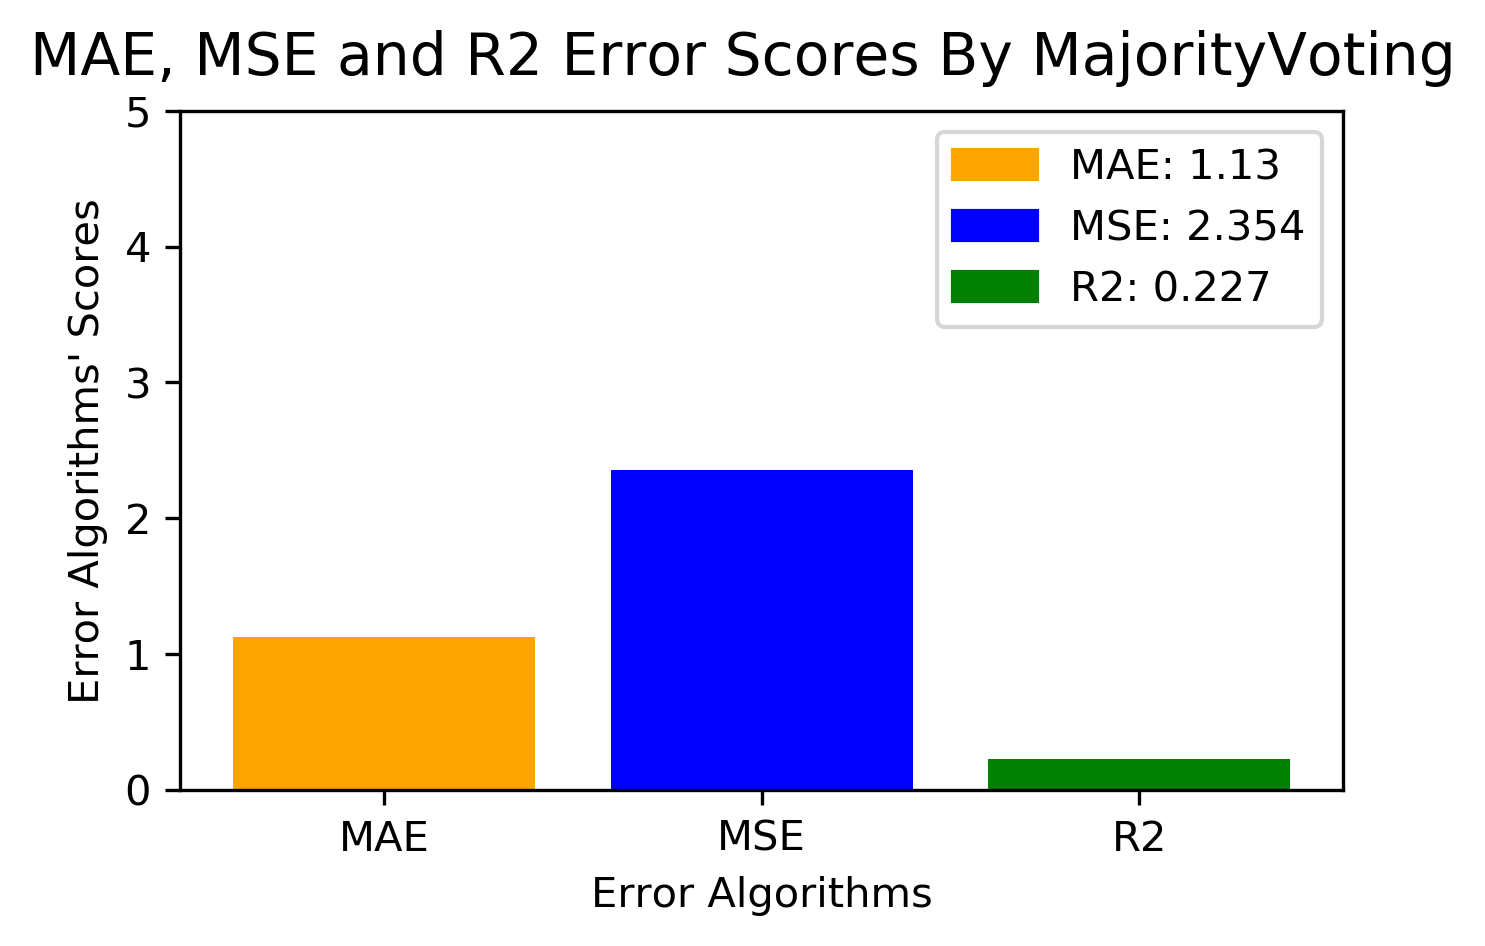 MAE, MSE and R2 Error Scores By MajorityVoting
5
4
3
2
1
0
Error Algorithms' Scores
MAE: 1.13
MSE: 2.354
R2: 0.227
MAE
MSE
R2
Error Algorithms